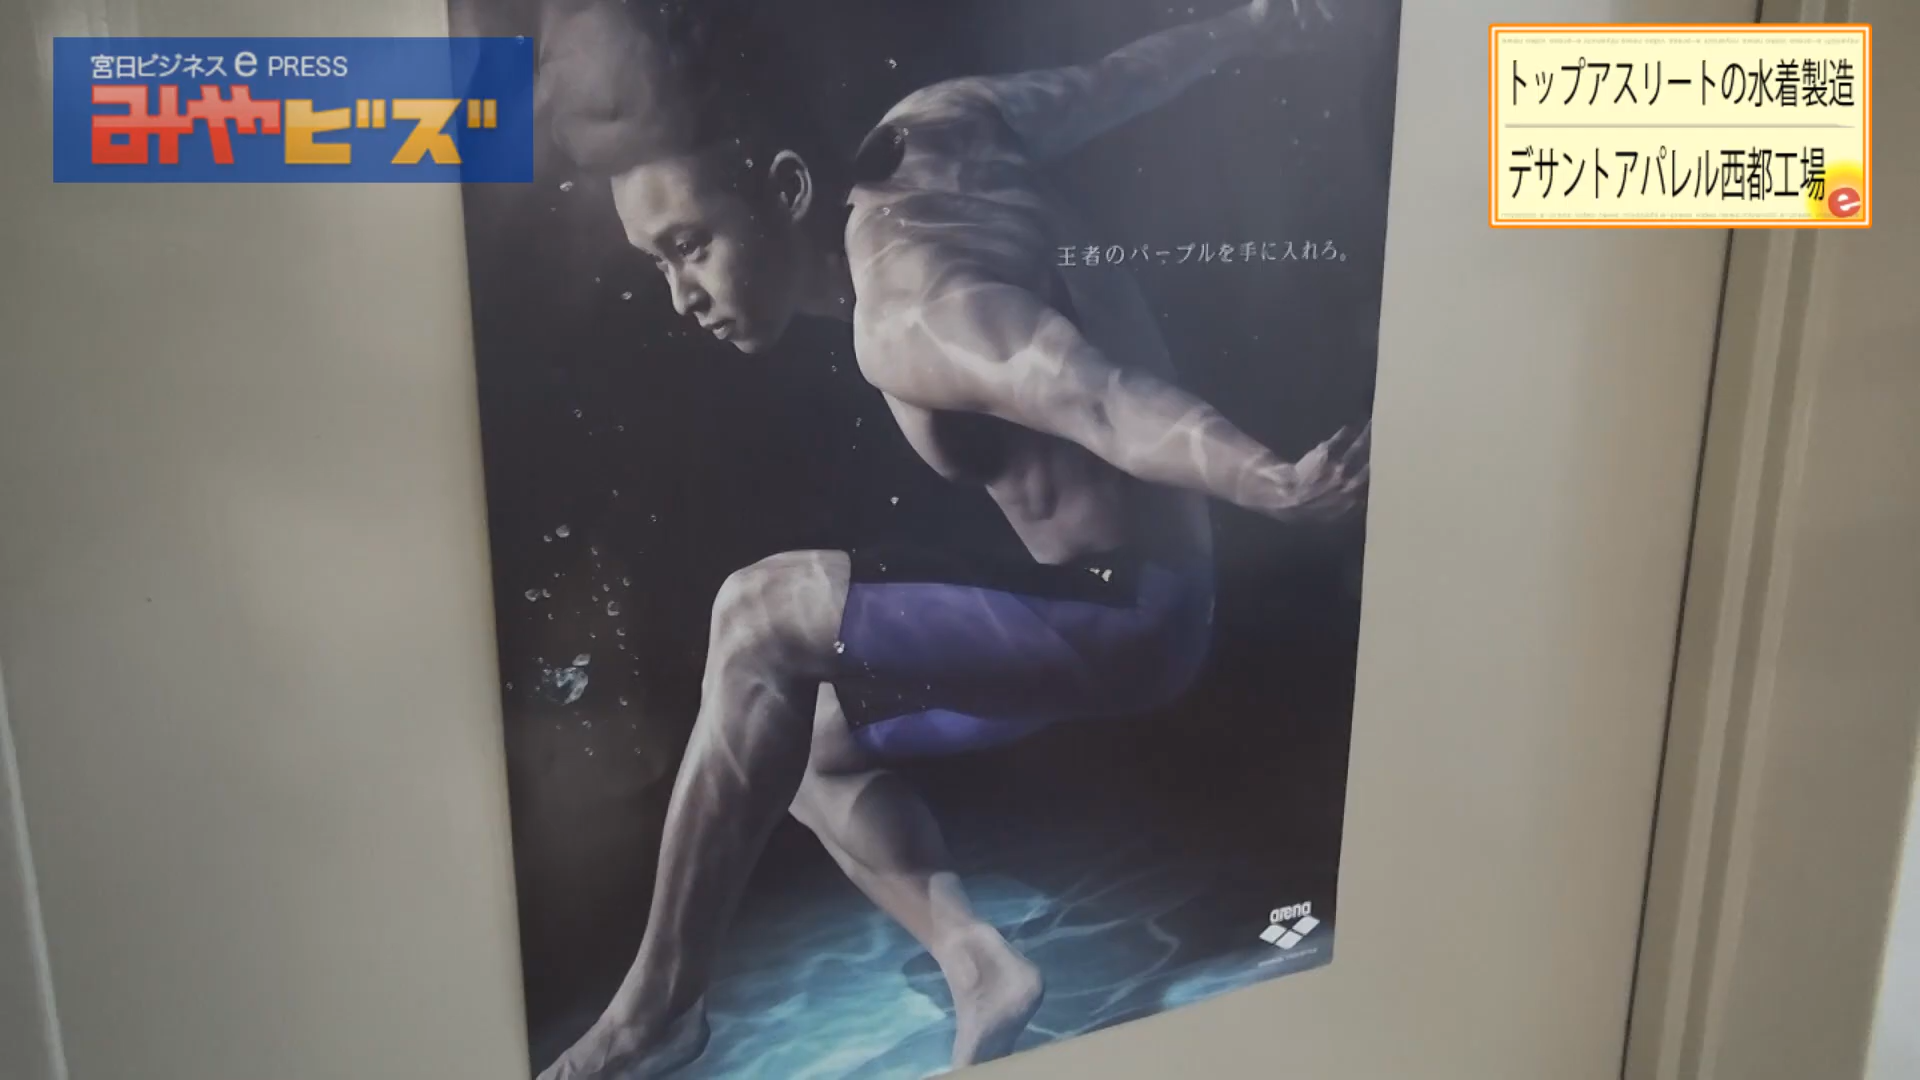 宮日ビジネス e PRESS
みやビズ
トップアスリートの水着製造
デサントアパレル西都工場
e
王者のパープルを手に入れろ。
arena